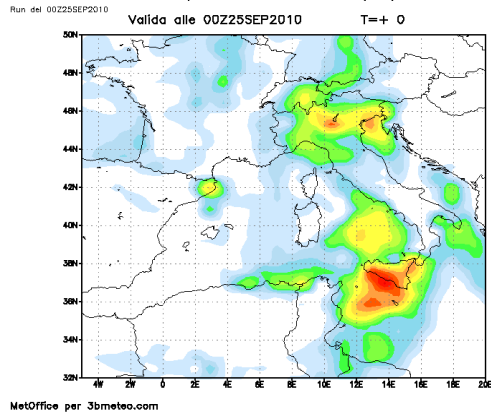 Run del 00Z25SEP2010
Valida alle 00Z25SEP2010 T=+ 0
50N
48N
46N
44N
42N
40N
38N
36N
34N
32N
4W 2W 0 2E 4E 6E 8E 10E 12E 14E 16E 18E 20E
MetOffice per 3bmeteo.com